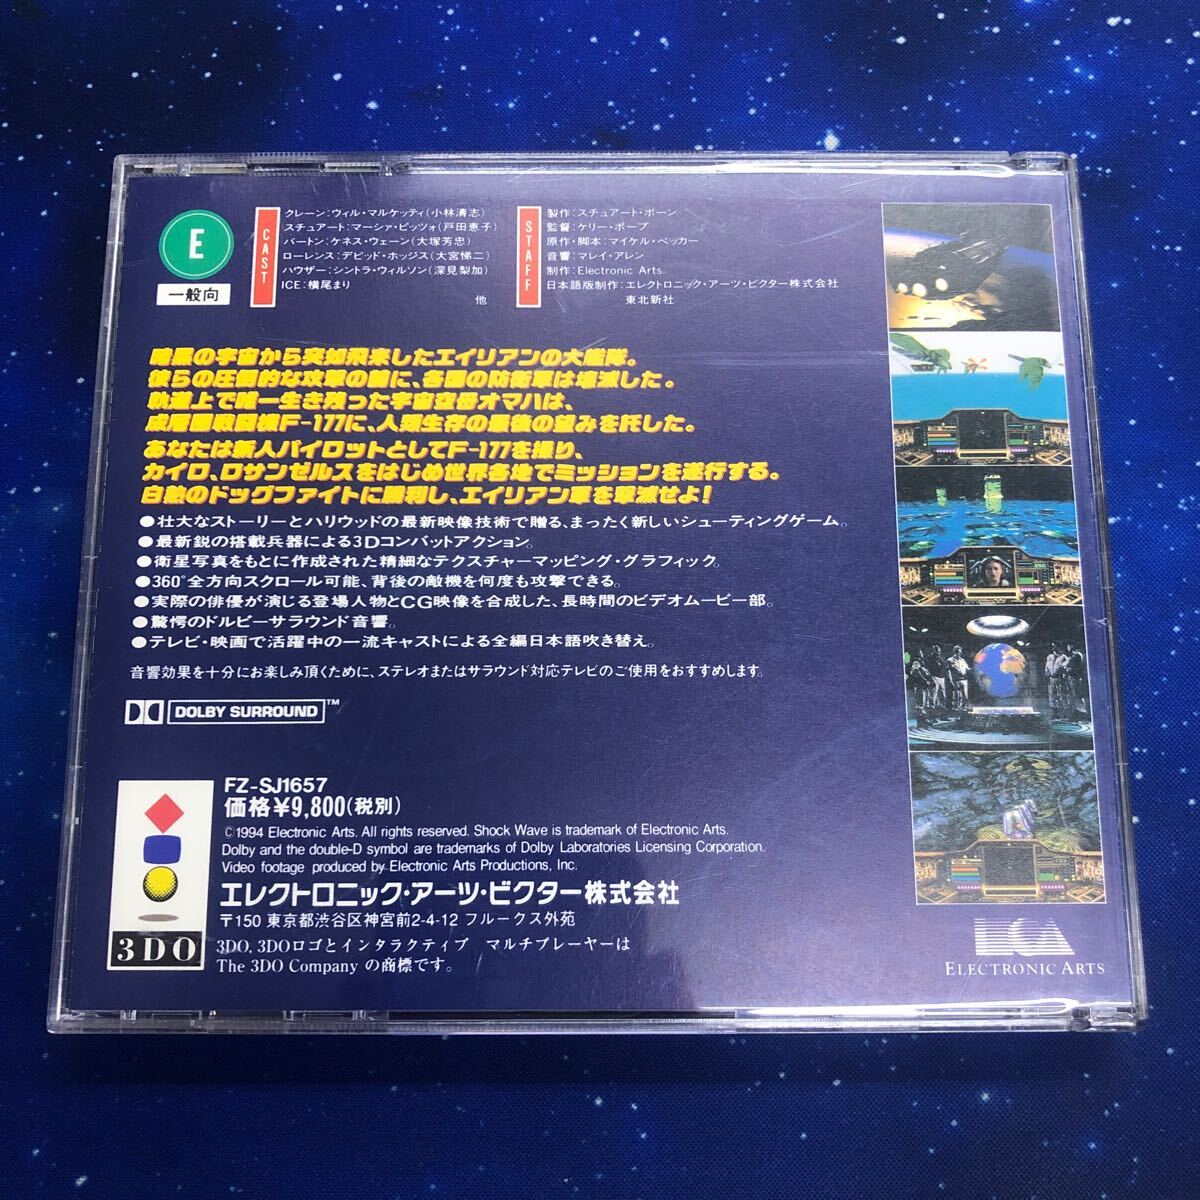 E
一般向
CAST
クレーン:ウィル・マルケッティ(小林清志)
スチュアート:マーシァ・ピッツォ(戸田恵子)
バートン:ケネス・ウェーン(大塚芳忠)
ローレンス:デビッド・ホッジス(大宮悌二)
ハウザー:シントラ・ウィルソン(深見梨加)
ICE:横尾まり
他
STAFF
製作:スチュアート・ボーン
監督:ケリー・ポープ
原作・脚本:マイケル・ベッカー
音響:マレイ・アレン
制作:Electronic Arts.
日本語版制作:エレクトロニック・アーツ・ビクター株式会社
東北新社
暗黒の宇宙から突如飛来したエイリアンの大艦隊。
彼らの圧倒的な攻撃の前に、各国の防衛軍は壊滅した。
軌道上で唯一生き残った宇宙空母オマハは、
成層圏戦闘機F-177に、人類生存の最後の望みを託した。
あなたは新人パイロットとしてF-177を操り、
カイロ、ロサンゼルスをはじめ世界各地でミッションを遂行する。
白熱のドッグファイトに勝利し、エイリアン軍を撃滅せよ!
●壮大なストーリーとハリウッドの最新映像技術で贈る、まったく新しいシューティングゲーム。
●最新鋭の搭載兵器による3Dコンバットアクション。
●衛星写真をもとに作成された精細なテクスチャーマッピング・グラフィック。
●360°全方向スクロール可能、背後の敵機を何度も攻撃できる。
●実際の俳優が演じる登場人物とCG映像を合成した、長時間のビデオムービー部。
●驚愕のドルビーサラウンド音響。
●テレビ・映画で活躍中の一流キャストによる全編日本語吹き替え。
音響効果を十分にお楽しみ頂くために、ステレオまたはサラウンド対応テレビのご使用をおすすめします。
DOLBY SURROUND™
FZ-SJ1657
価格¥9,800(税別)
©1994 Electronic Arts. All rights reserved. Shock Wave is trademark of Electronic Arts.
Dolby and the double-D symbol are trademarks of Dolby Laboratories Licensing Corporation.
Video footage produced by Electronic Arts Productions, Inc.
エレクトロニック・アーツ・ビクター株式会社
〒150 東京都渋谷区神宮前2-4-12 フルークス外苑
3DO
3DO, 3DOロゴとインタラクティブ マルチプレーヤーは
The 3DO Company の商標です。
ELECTRONIC ARTS